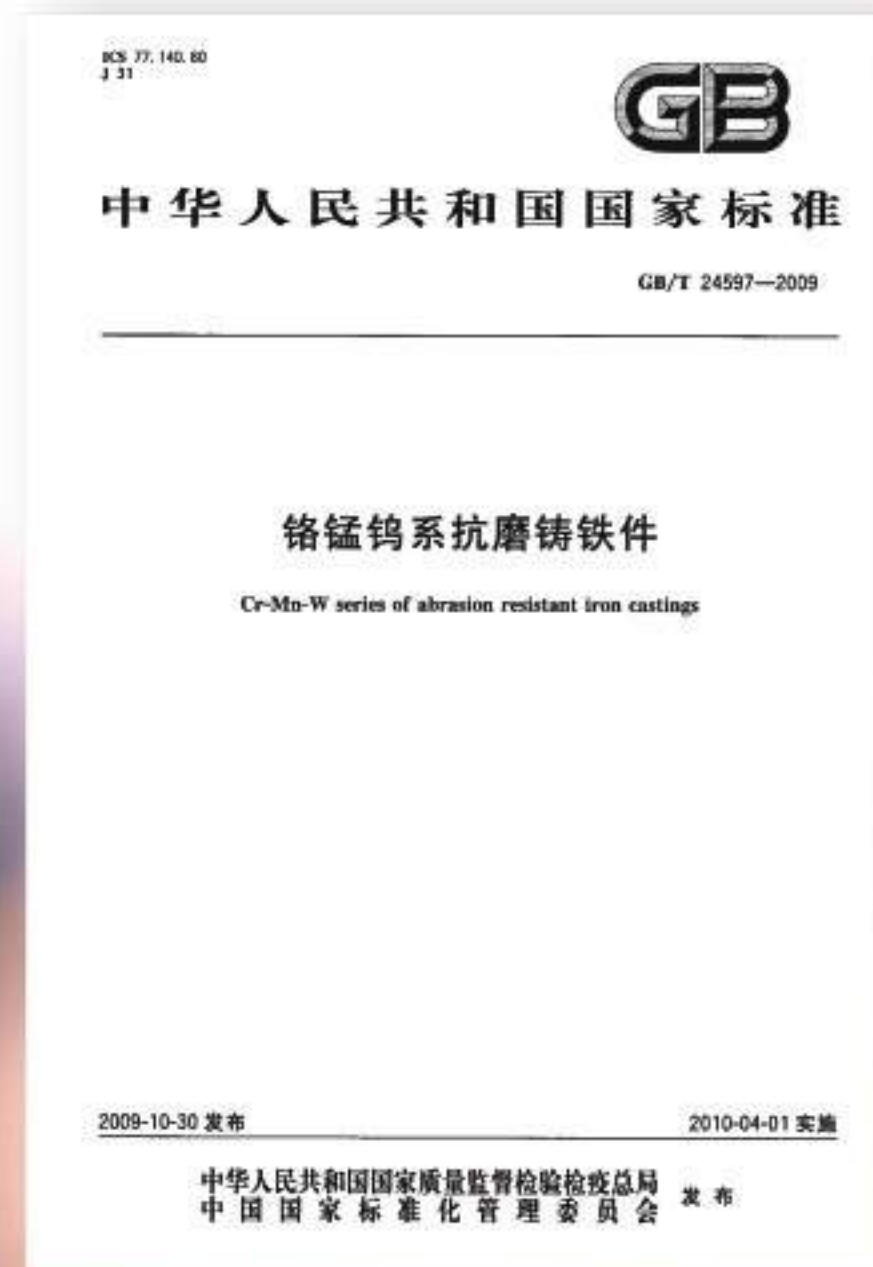 ICS 77.140.80
J 31
GB
中华人民共和国国家标准
GB/T 24597—2009
铬锰钨系抗磨铸铁件
Cr-Mn-W series of abrasion resistant iron castings
2009-10-30 发布
2010-04-01 实施
中华人民共和国国家质量监督检验检疫总局
中国国家标准化管理委员会
发布